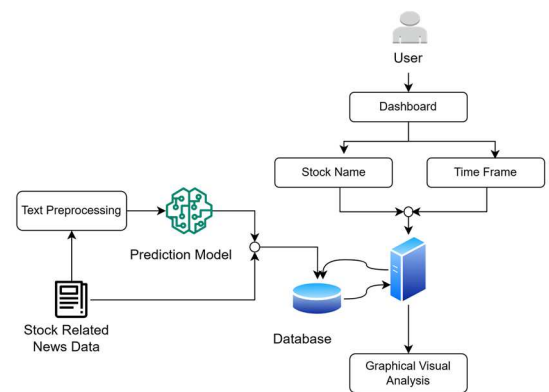 User
Dashboard
Stock Name
Time Frame
Text Preprocessing
Prediction Model
Stock Related
News Data
Database
Graphical Visual
Analysis